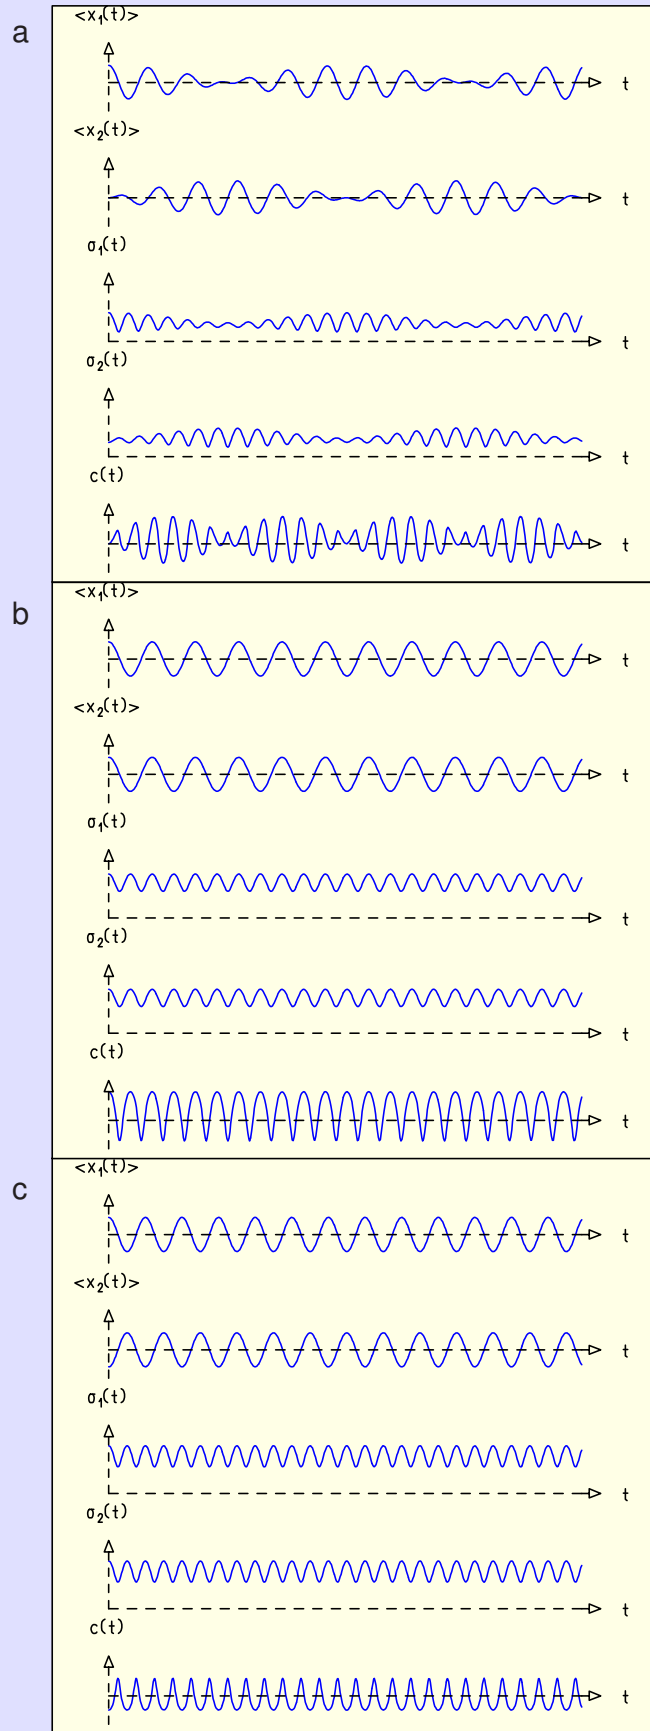 a
<x₁(t)>
t
<x₂(t)>
t
σ₁(t)
t
σ₂(t)
t
c(t)
t
b
<x₁(t)>
t
<x₂(t)>
t
σ₁(t)
t
σ₂(t)
t
c(t)
t
c
<x₁(t)>
t
<x₂(t)>
t
σ₁(t)
t
σ₂(t)
t
c(t)
t